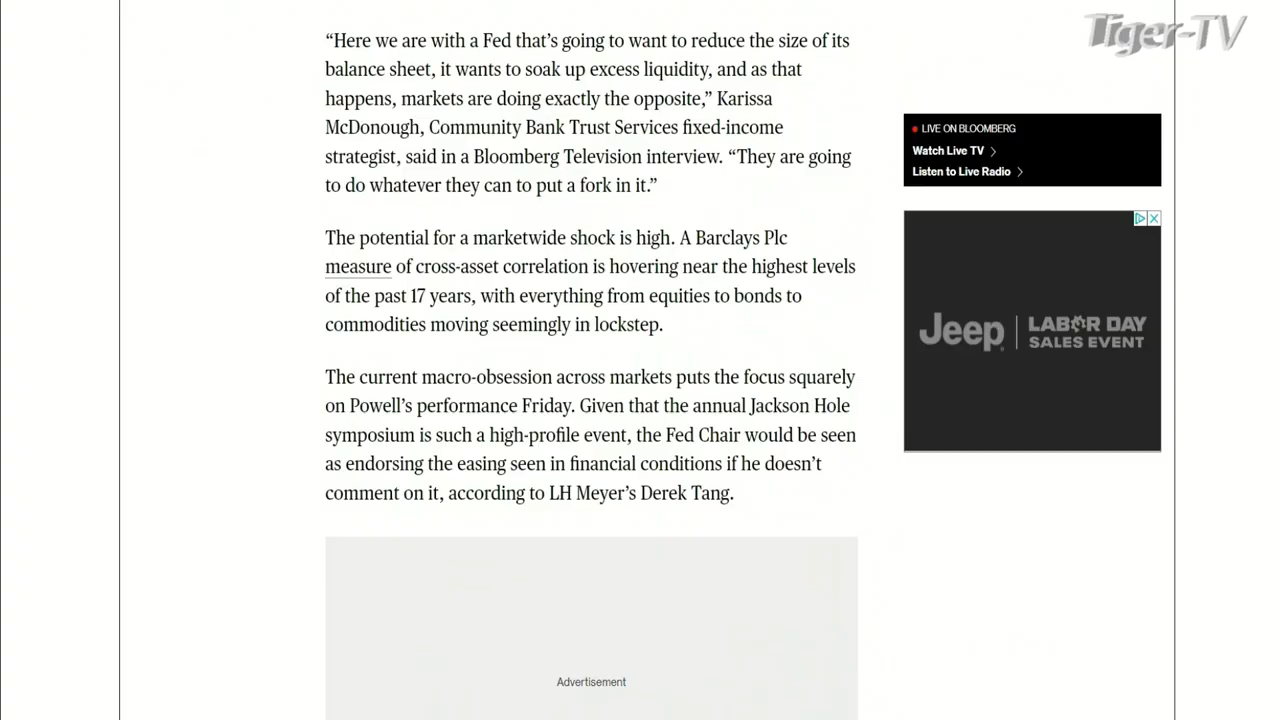 Tiger-TV
“Here we are with a Fed that’s going to want to reduce the size of its
balance sheet, it wants to soak up excess liquidity, and as that
happens, markets are doing exactly the opposite,” Karissa
McDonough, Community Bank Trust Services fixed-income
strategist, said in a Bloomberg Television interview. “They are going
to do whatever they can to put a fork in it.”
The potential for a marketwide shock is high. A Barclays Plc
measure of cross-asset correlation is hovering near the highest levels
of the past 17 years, with everything from equities to bonds to
commodities moving seemingly in lockstep.
The current macro-obsession across markets puts the focus squarely
on Powell’s performance Friday. Given that the annual Jackson Hole
symposium is such a high-profile event, the Fed Chair would be seen
as endorsing the easing seen in financial conditions if he doesn’t
comment on it, according to LH Meyer’s Derek Tang.
Advertisement
LIVE ON BLOOMBERG
Watch Live TV
Listen to Live Radio
Jeep
LABOR DAY
SALES EVENT